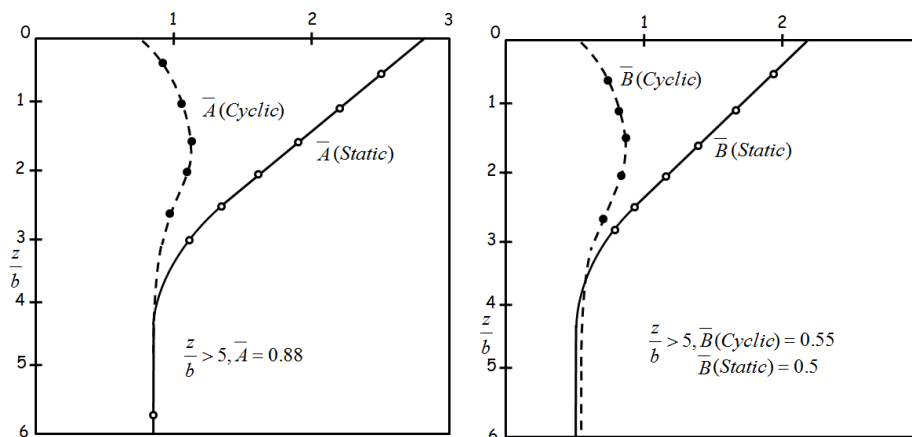 0 1 2 3
1
2
3
4
5
6
z/b
A̅(Cyclic)
A̅(Static)
z/b > 5, A̅ = 0.88
0 1 2
1
2
3
4
5
6
z/b
B̅(Cyclic)
B̅(Static)
z/b > 5, B̅(Cyclic) = 0.55
B̅(Static) = 0.5